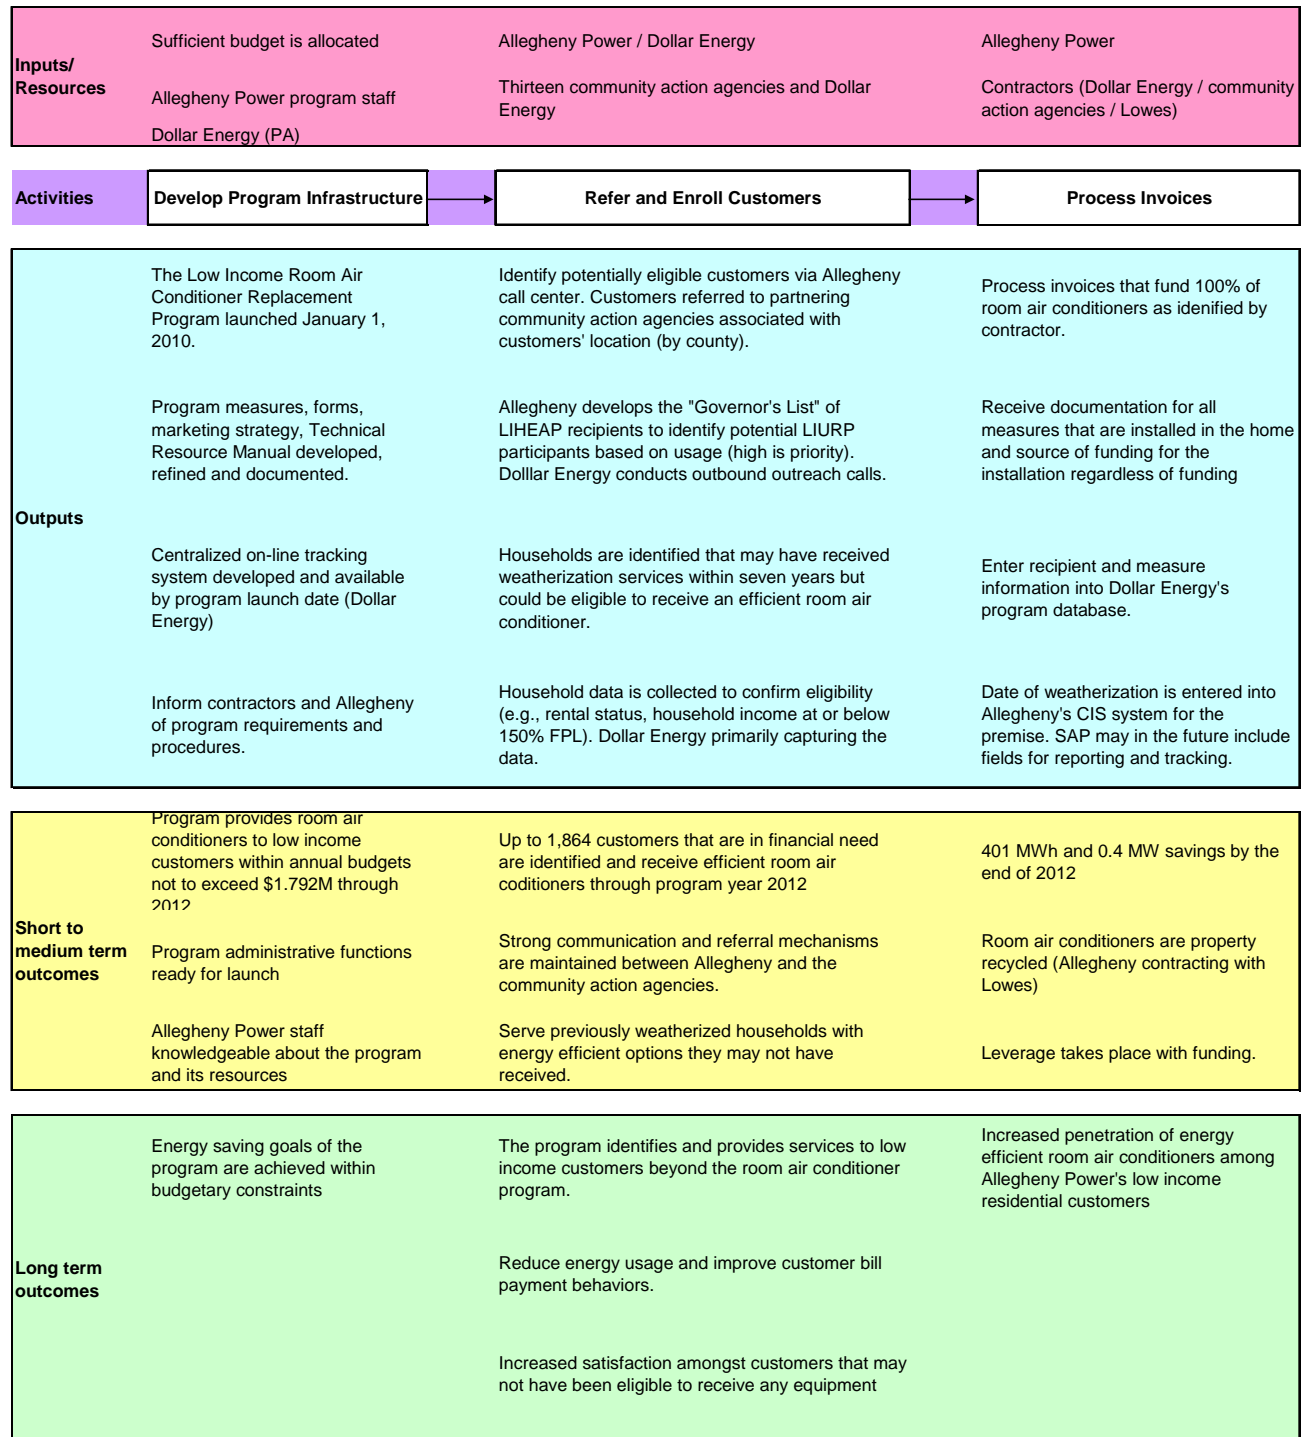 Inputs/
Resources
Sufficient budget is allocated
Allegheny Power program staff
Dollar Energy (PA)
Allegheny Power / Dollar Energy
Thirteen community action agencies and Dollar
Energy
Allegheny Power
Contractors (Dollar Energy / community
action agencies / Lowes)
Activities
Develop Program Infrastructure
Refer and Enroll Customers
Process Invoices
Outputs
The Low Income Room Air
Conditioner Replacement
Program launched January 1,
2010.
Identify potentially eligible customers via Allegheny
call center. Customers referred to partnering
community action agencies associated with
customers' location (by county).
Process invoices that fund 100% of
room air conditioners as idenified by
contractor.
Program measures, forms,
marketing strategy, Technical
Resource Manual developed,
refined and documented.
Allegheny develops the "Governor's List" of
LIHEAP recipients to identify potential LIURP
participants based on usage (high is priority).
Dolllar Energy conducts outbound outreach calls.
Receive documentation for all
measures that are installed in the home
and source of funding for the
installation regardless of funding
Centralized on-line tracking
system developed and available
by program launch date (Dollar
Energy)
Households are identified that may have received
weatherization services within seven years but
could be eligible to receive an efficient room air
conditioner.
Enter recipient and measure
information into Dollar Energy's
program database.
Inform contractors and Allegheny
of program requirements and
procedures.
Household data is collected to confirm eligibility
(e.g., rental status, household income at or below
150% FPL). Dollar Energy primarily capturing the
data.
Date of weatherization is entered into
Allegheny's CIS system for the
premise. SAP may in the future include
fields for reporting and tracking.
Short to
medium term
outcomes
Program provides room air
conditioners to low income
customers within annual budgets
not to exceed $1.792M through
2012
Up to 1,864 customers that are in financial need
are identified and receive efficient room air
coditioners through program year 2012
401 MWh and 0.4 MW savings by the
end of 2012
Program administrative functions
ready for launch
Strong communication and referral mechanisms
are maintained between Allegheny and the
community action agencies.
Room air conditioners are property
recycled (Allegheny contracting with
Lowes)
Allegheny Power staff
knowledgeable about the program
and its resources
Serve previously weatherized households with
energy efficient options they may not have
received.
Leverage takes place with funding.
Long term
outcomes
Energy saving goals of the
program are achieved within
budgetary constraints
The program identifies and provides services to low
income customers beyond the room air conditioner
program.
Increased penetration of energy
efficient room air conditioners among
Allegheny Power's low income
residential customers
Reduce energy usage and improve customer bill
payment behaviors.
Increased satisfaction amongst customers that may
not have been eligible to receive any equipment